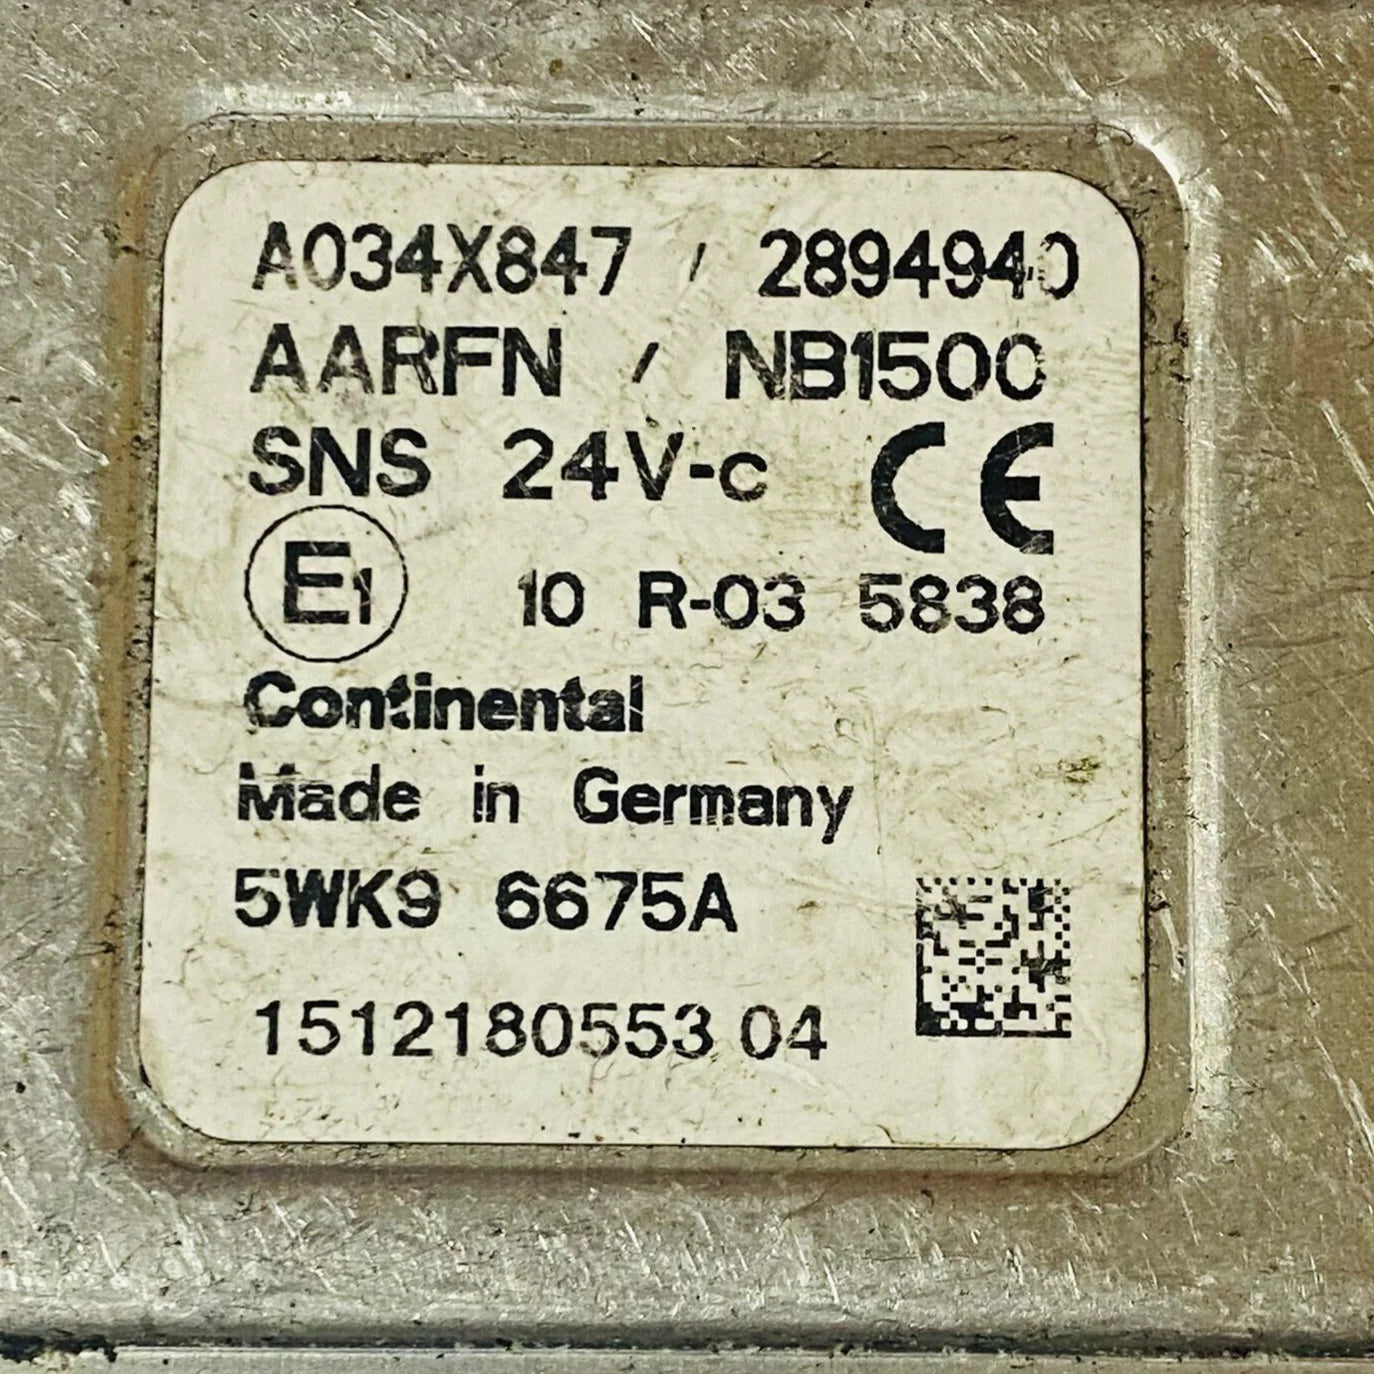 A034X847 / 2894940
AARFN / NB1500
SNS 24V-c CE
E1 10 R-03 5838
Continental
Made in Germany
5WK9 6675A
1512180553 04